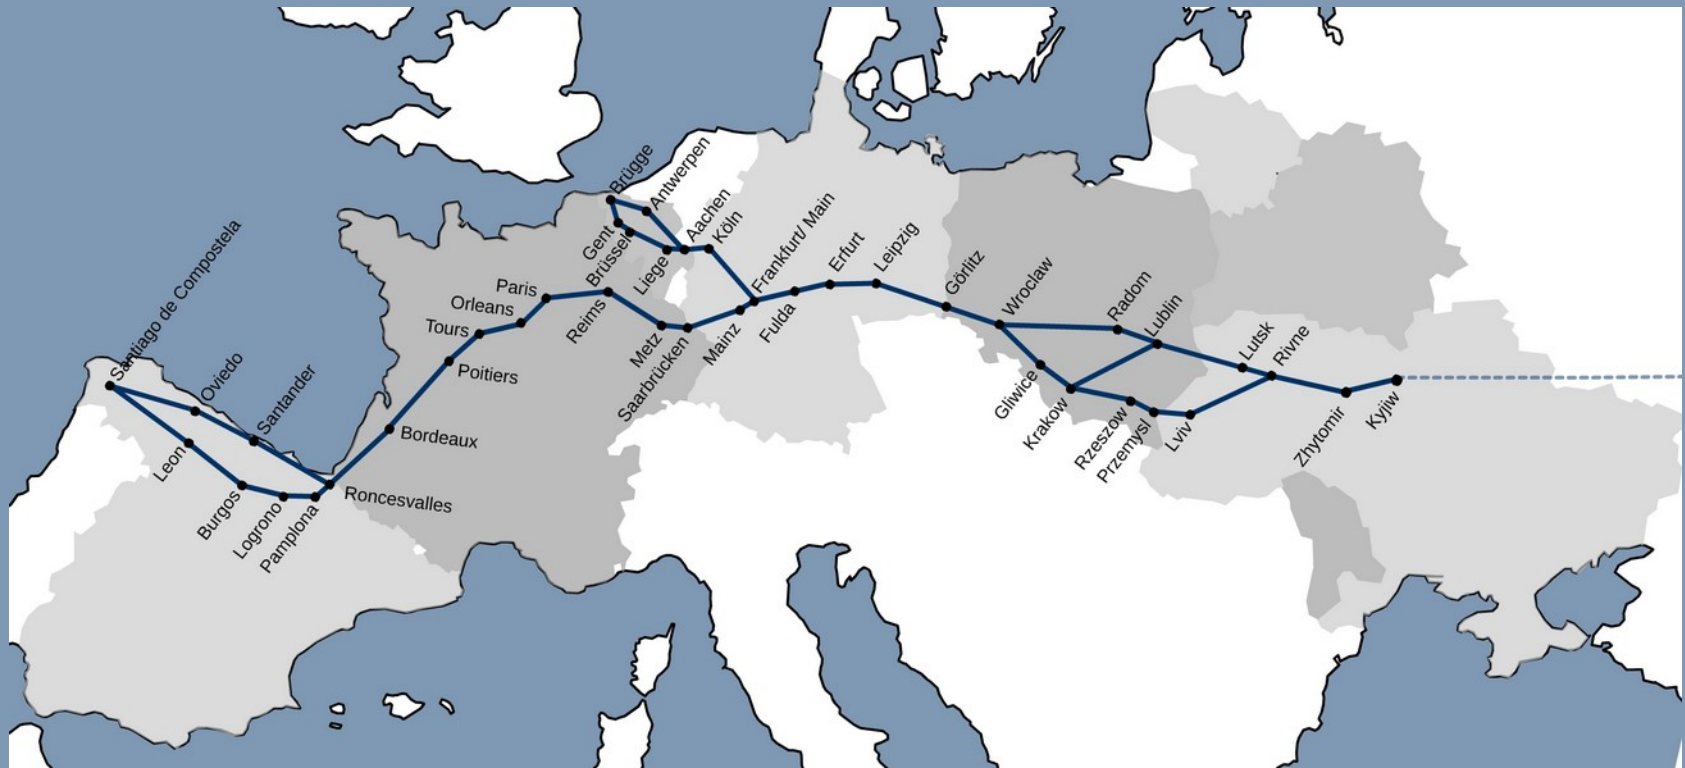 Santiago de Compostela
Oviedo
Santander
Leon
Burgos
Logrono
Pamplona
Roncesvalles
Bordeaux
Poitiers
Tours
Orleans
Paris
Reims
Metz
Saarbrücken
Mainz
Brügge
Antwerpen
Gent
Brüssel
Liege
Aachen
Köln
Frankfurt/ Main
Fulda
Erfurt
Leipzig
Görlitz
Wroclaw
Radom
Lublin
Gliwice
Krakow
Rzeszow
Przemysl
Lviv
Lutsk
Rivne
Zhytomir
Kyjiw